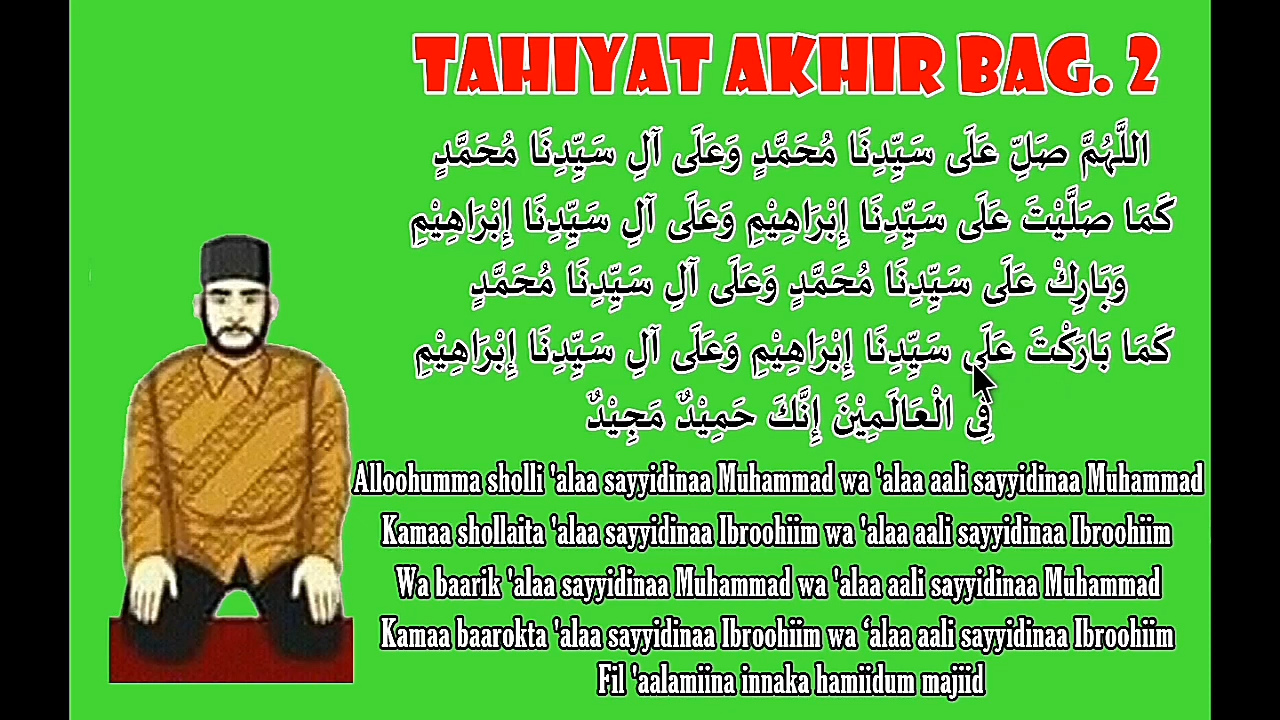 TAHIYAT AKHIR BAG. 2
اللَّهُمَّ صَلِّ عَلَى سَيِّدِنَا مُحَمَّدٍ وَعَلَى آلِ سَيِّدِنَا مُحَمَّدٍ
كَمَا صَلَّيْتَ عَلَى سَيِّدِنَا إِبْرَاهِيْمِ وَعَلَى آلِ سَيِّدِنَا إِبْرَاهِيْمِ
وَبَارِكْ عَلَى سَيِّدِنَا مُحَمَّدٍ وَعَلَى آلِ سَيِّدِنَا مُحَمَّدٍ
كَمَا بَارَكْتَ عَلَى سَيِّدِنَا إِبْرَاهِيْمِ وَعَلَى آلِ سَيِّدِنَا إِبْرَاهِيْمِ
فِى الْعَالَمِيْنَ إِنَّكَ حَمِيْدٌ مَجِيْدٌ
Alloohumma sholli 'alaa sayyidinaa Muhammad wa 'alaa aali sayyidinaa Muhammad
Kamaa shollaita 'alaa sayyidinaa Ibroohiim wa 'alaa aali sayyidinaa Ibroohiim
Wa baarik 'alaa sayyidinaa Muhammad wa 'alaa aali sayyidinaa Muhammad
Kamaa baarokta 'alaa sayyidinaa Ibroohiim wa ‘alaa aali sayyidinaa Ibroohiim
Fil 'aalamiina innaka hamiidum majiid